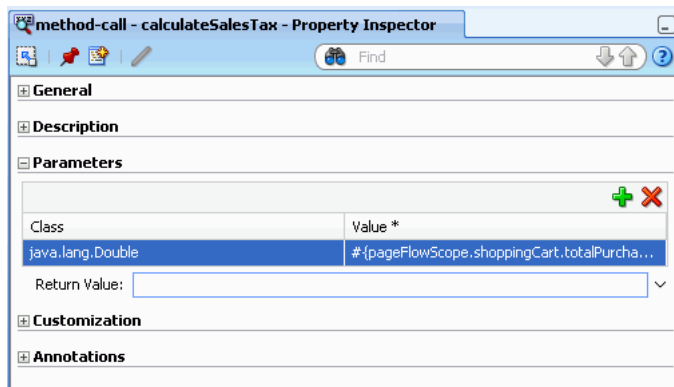 method-call - calculateSalesTax - Property Inspector
Find
General
Description
Parameters
Class Value *
java.lang.Double #{pageFlowScope.shoppingCart.totalPurcha...
Return Value:
Customization
Annotations